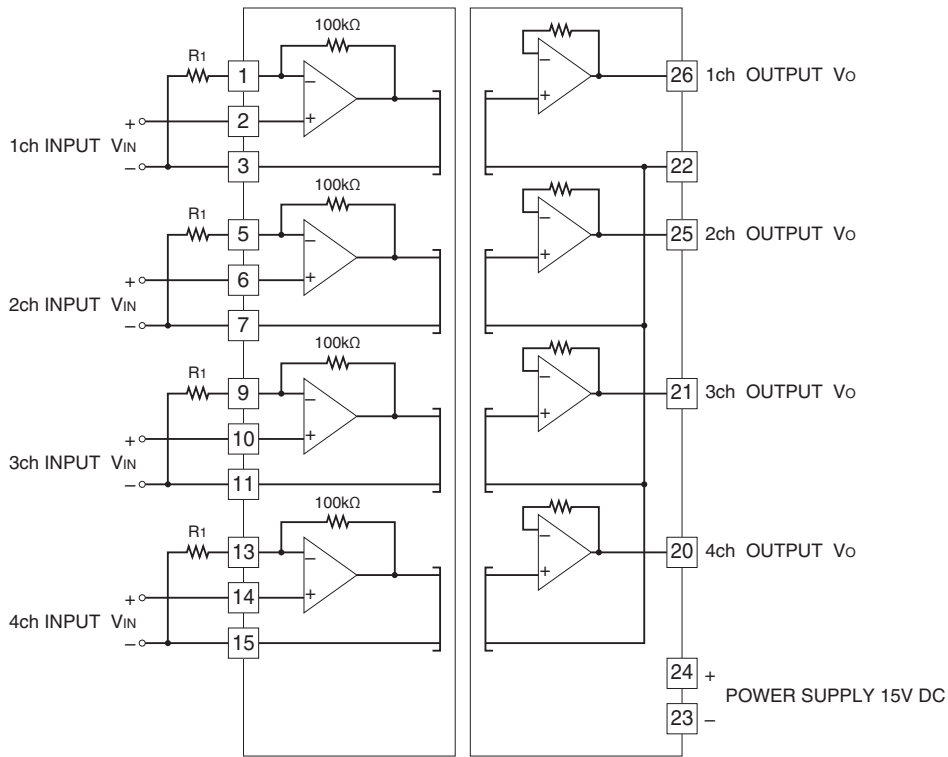 100kΩ
R1
1
−
+
2
+
1ch INPUT VIN
−
3
100kΩ
R1
5
−
+
6
+
2ch INPUT VIN
−
7
100kΩ
R1
9
−
+
10
+
3ch INPUT VIN
−
11
100kΩ
R1
13
−
+
14
+
4ch INPUT VIN
−
15
−
+
26
1ch OUTPUT Vo
22
−
+
25
2ch OUTPUT Vo
−
+
21
3ch OUTPUT Vo
−
+
20
4ch OUTPUT Vo
24 +
POWER SUPPLY 15V DC
23 −